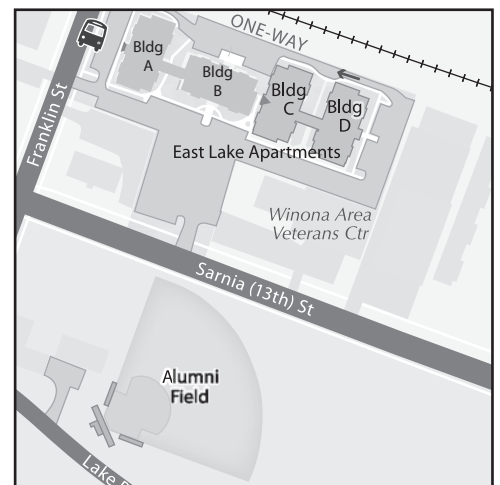 ONE-WAY
Bldg
A
Bldg
B
Bldg
C
Bldg
D
Franklin St
East Lake Apartments
Winona Area
Veterans Ctr
Sarnia (13th) St
Alumni
Field
Lake